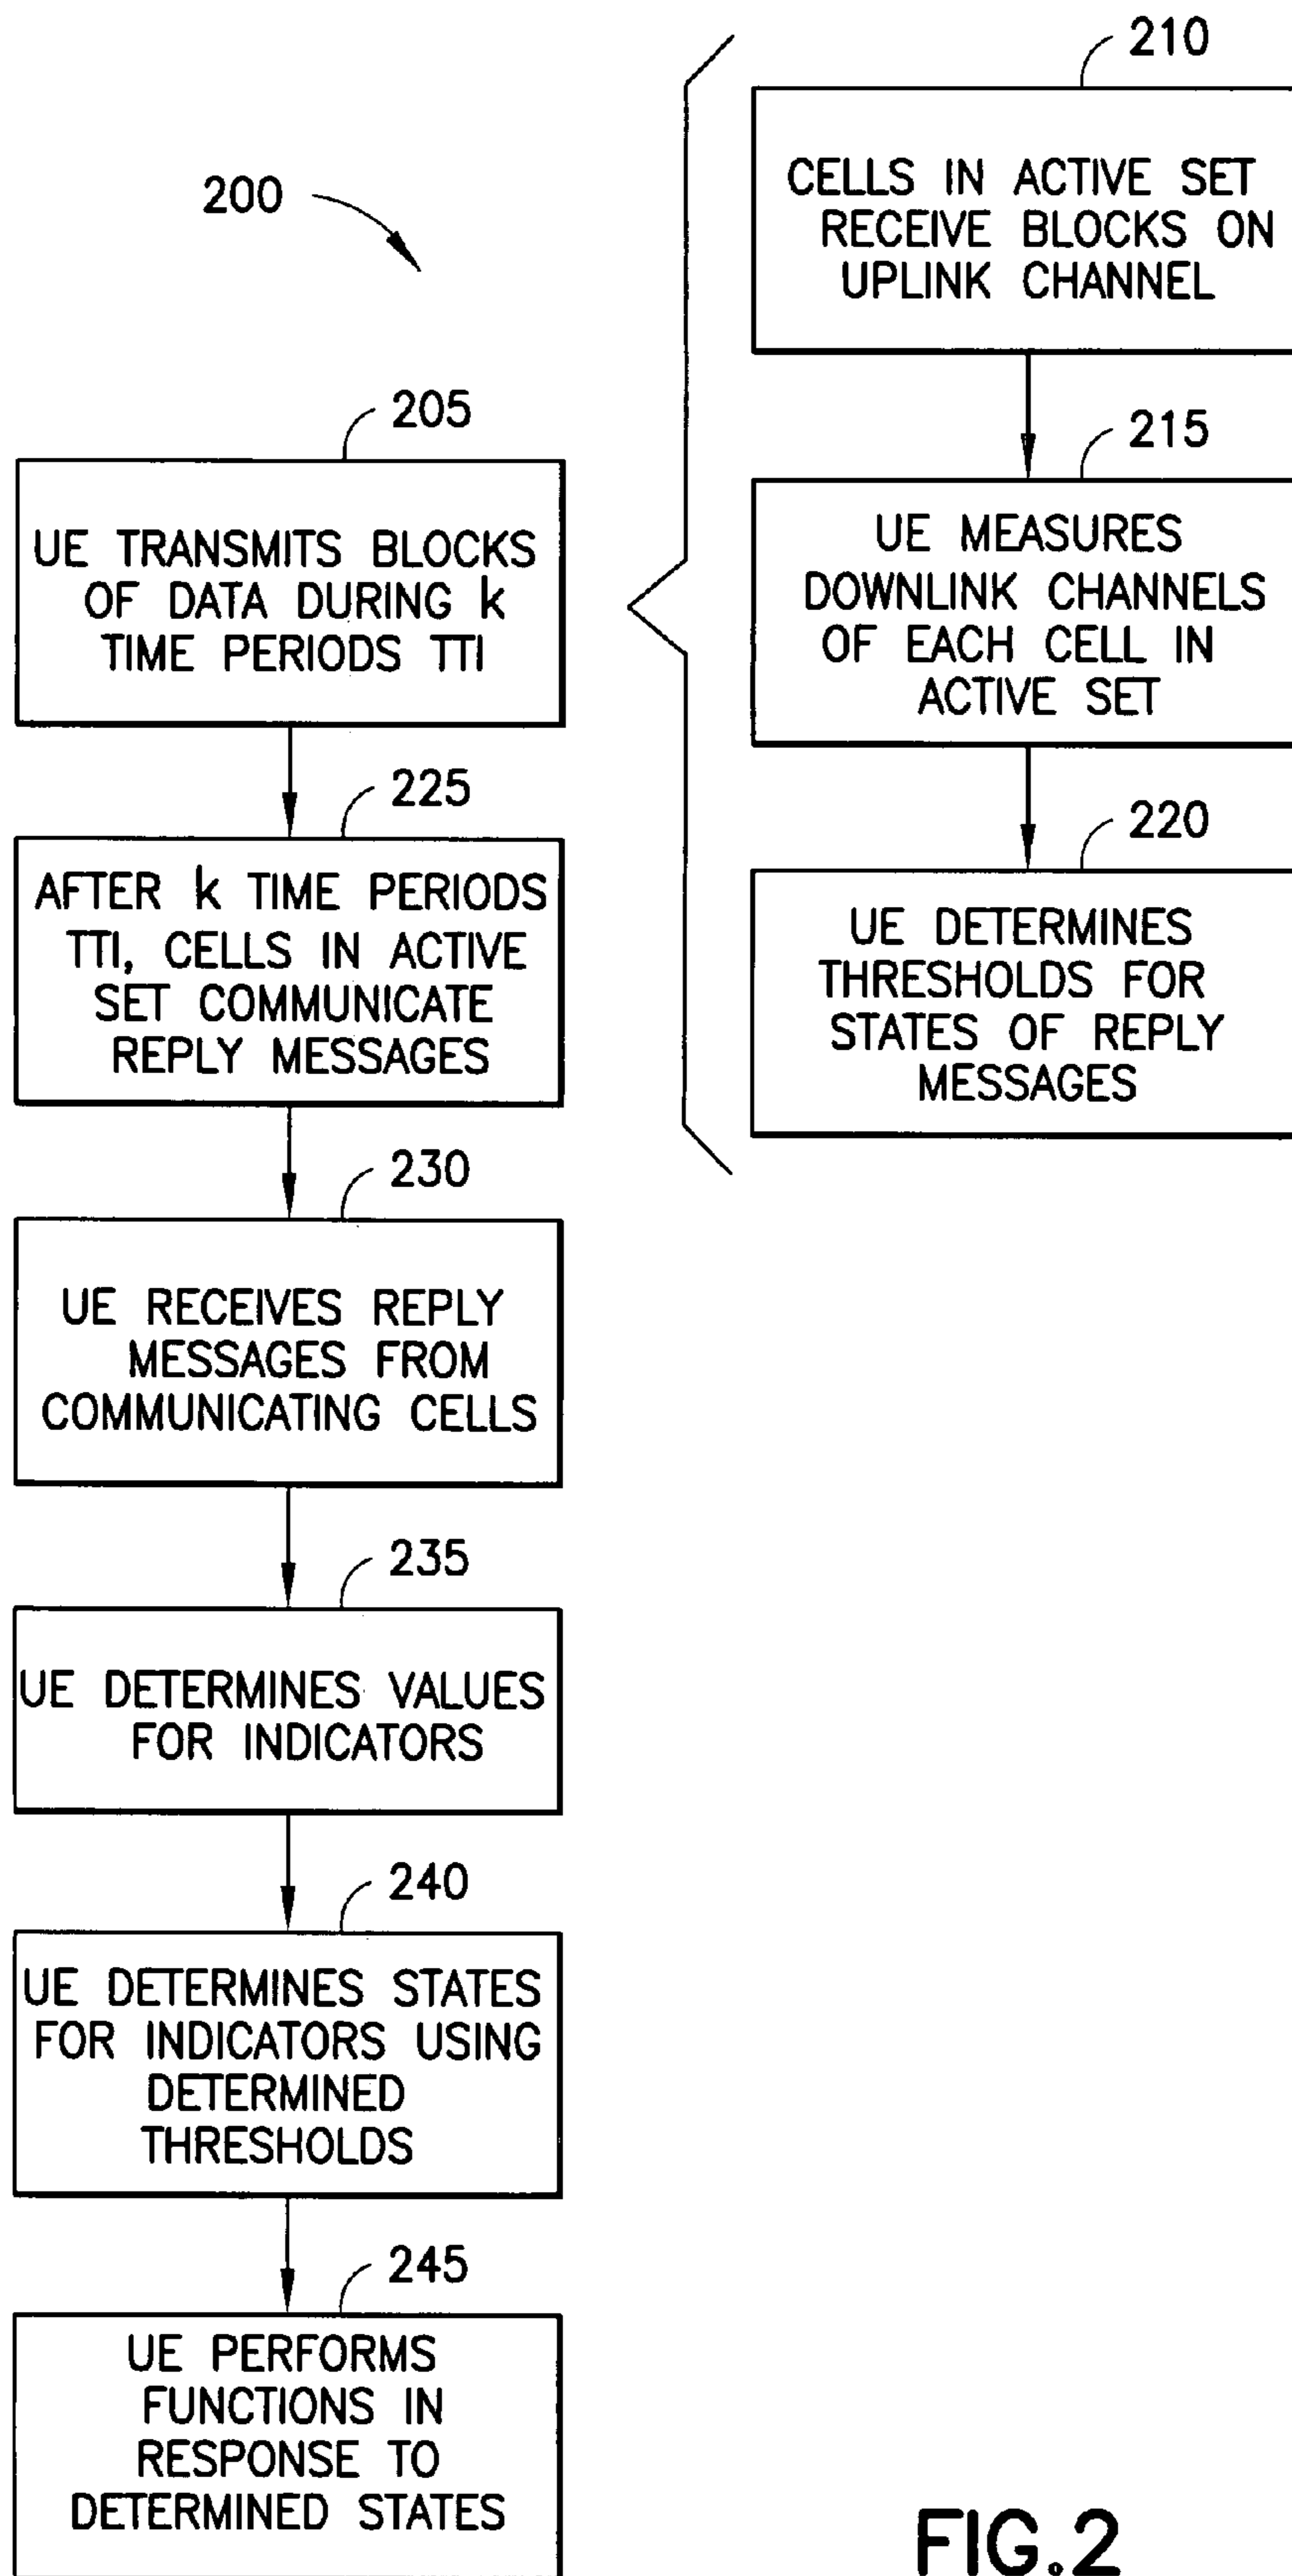 200
205
UE TRANSMITS BLOCKS
OF DATA DURING k
TIME PERIODS TTI
225
AFTER k TIME PERIODS
TTI, CELLS IN ACTIVE
SET COMMUNICATE
REPLY MESSAGES
230
UE RECEIVES REPLY
MESSAGES FROM
COMMUNICATING CELLS
235
UE DETERMINES VALUES
FOR INDICATORS
240
UE DETERMINES STATES
FOR INDICATORS USING
DETERMINED
THRESHOLDS
245
UE PERFORMS
FUNCTIONS IN
RESPONSE TO
DETERMINED STATES
210
CELLS IN ACTIVE SET
RECEIVE BLOCKS ON
UPLINK CHANNEL
215
UE MEASURES
DOWNLINK CHANNELS
OF EACH CELL IN
ACTIVE SET
220
UE DETERMINES
THRESHOLDS FOR
STATES OF REPLY
MESSAGES
FIG.2